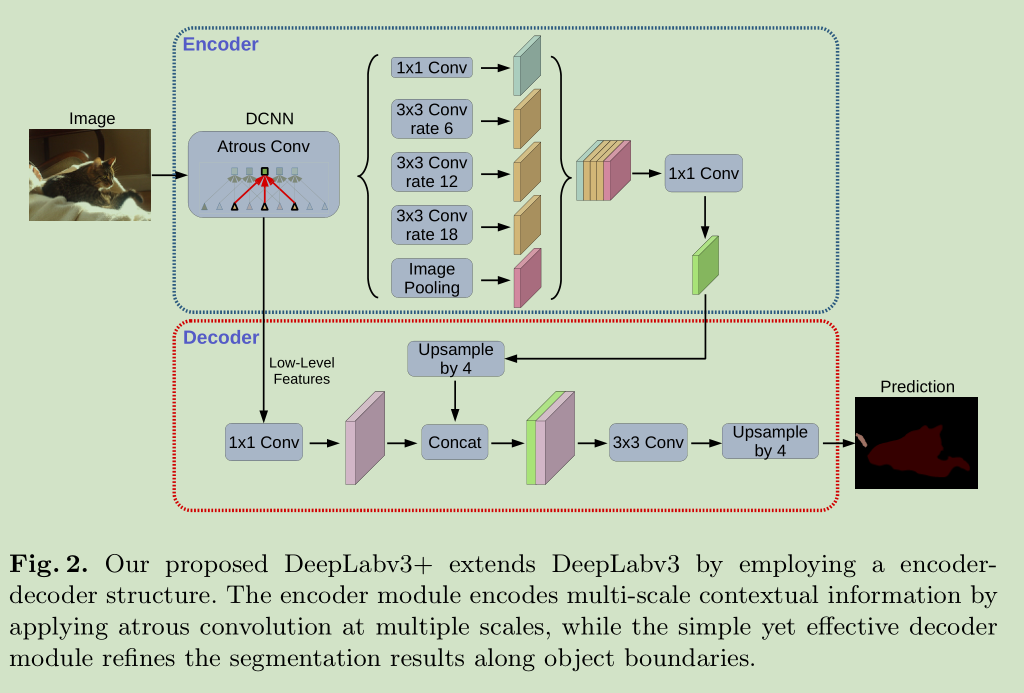 Encoder
Image
DCNN
Atrous Conv
1x1 Conv
3x3 Conv
rate 6
3x3 Conv
rate 12
3x3 Conv
rate 18
Image
Pooling
1x1 Conv
Decoder
Low-Level
Features
Upsample
by 4
1x1 Conv
Concat
3x3 Conv
Upsample
by 4
Prediction
Fig. 2. Our proposed DeepLabv3+ extends DeepLabv3 by employing a encoder-
decoder structure. The encoder module encodes multi-scale contextual information by
applying atrous convolution at multiple scales, while the simple yet effective decoder
module refines the segmentation results along object boundaries.